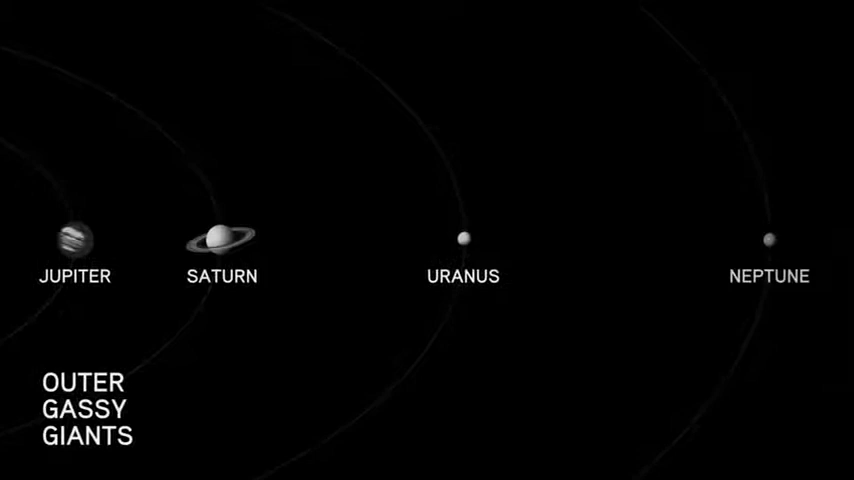 JUPITER
SATURN
URANUS
NEPTUNE
OUTER
GASSY
GIANTS